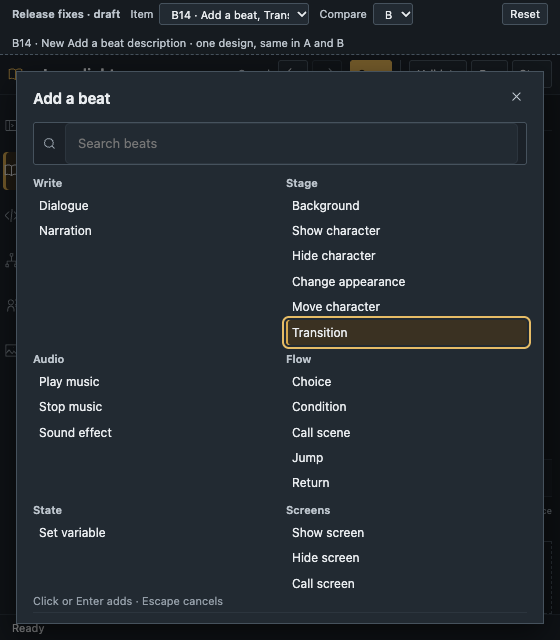 Release fixes · draft Item B14 · Add a beat, Trans Compare B Reset
B14 · New Add a beat description · one design, same in A and B
Add a beat ×
Search beats
Write
Dialogue
Narration
Stage
Background
Show character
Hide character
Change appearance
Move character
Transition
Audio
Play music
Stop music
Sound effect
Flow
Choice
Condition
Call scene
Jump
Return
State
Set variable
Screens
Show screen
Hide screen
Call screen
Click or Enter adds · Escape cancels
Ready